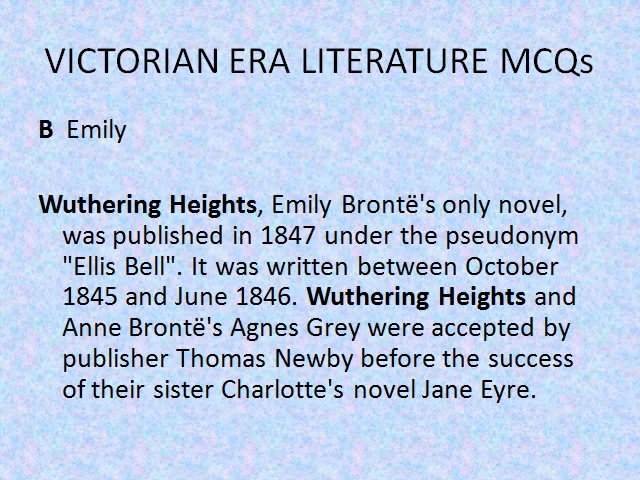 VICTORIAN ERA LITERATURE MCQs
B Emily
Wuthering Heights, Emily Brontë's only novel,
was published in 1847 under the pseudonym
"Ellis Bell". It was written between October
1845 and June 1846. Wuthering Heights and
Anne Brontë's Agnes Grey were accepted by
publisher Thomas Newby before the success
of their sister Charlotte's novel Jane Eyre.